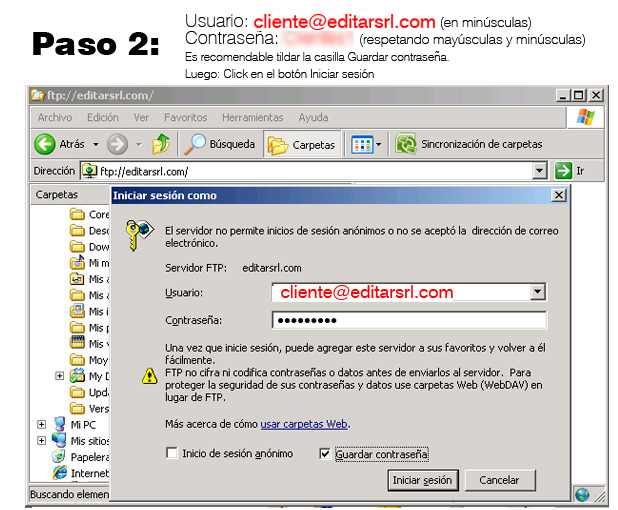 Paso 2:
Usuario: cliente@editarsrl.com (en minúsculas)
Contraseña: (respetando mayúsculas y minúsculas)
Es recomendable tildar la casilla Guardar contraseña.
Luego: Click en el botón Iniciar sesión
ftp://editarsrl.com/
Archivo Edición Ver Favoritos Herramientas Ayuda
Atrás Búsqueda Carpetas Sincronización de carpetas
Dirección ftp://editarsrl.com/ Ir
Carpetas
Iniciar sesión como
Core
Desc
Dow
Mi m
Mis a
Mis a
Mis i
Mis p
Mis v
Moy
My D
Upd
Vers
Mi PC
Mis sitios
Papelera
Internet
El servidor no permite inicios de sesión anónimos o no se aceptó la dirección de correo
electrónico.
Servidor FTP: editarsrl.com
Usuario: cliente@editarsrl.com
Contraseña: ●●●●●●●●●
Una vez que inicie sesión, puede agregar este servidor a sus favoritos y volver a él
fácilmente.
FTP no cifra ni codifica contraseñas o datos antes de enviarlos al servidor. Para
proteger la seguridad de sus contraseñas y datos use carpetas Web (WebDAV) en
lugar de FTP.
Más acerca de cómo usar carpetas Web.
Inicio de sesión anónimo Guardar contraseña
Iniciar sesión Cancelar
Buscando elemen